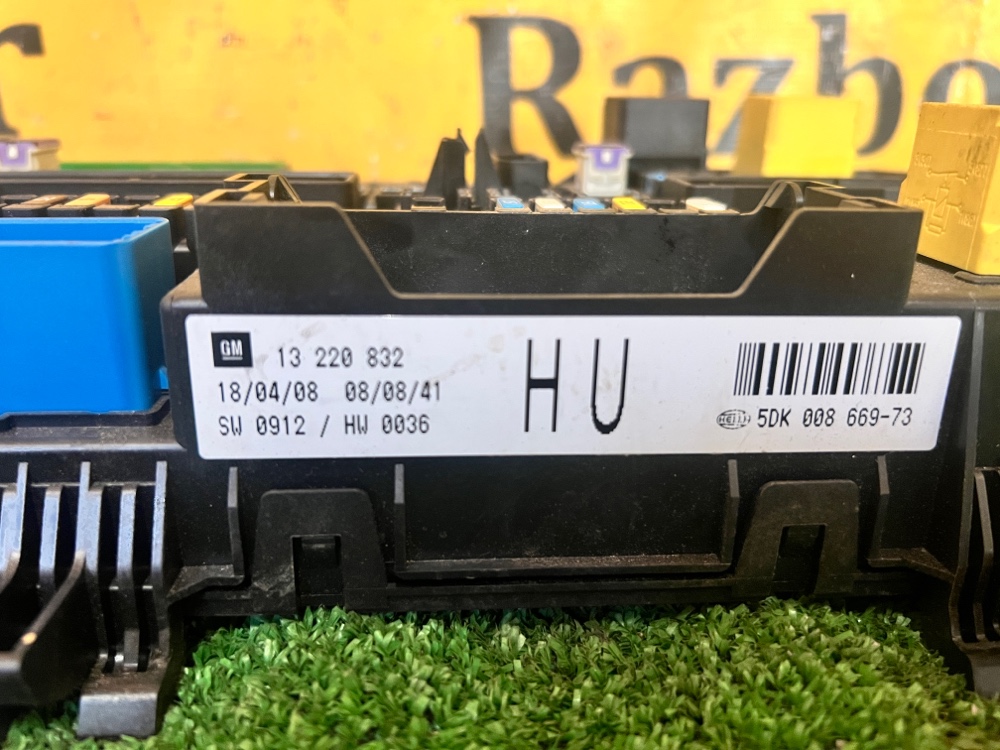 Razbo
GM 13 220 832
18/04/08 08/08/41
SW 0912 / HW 0036
HU
HELLA 5DK 008 669-73